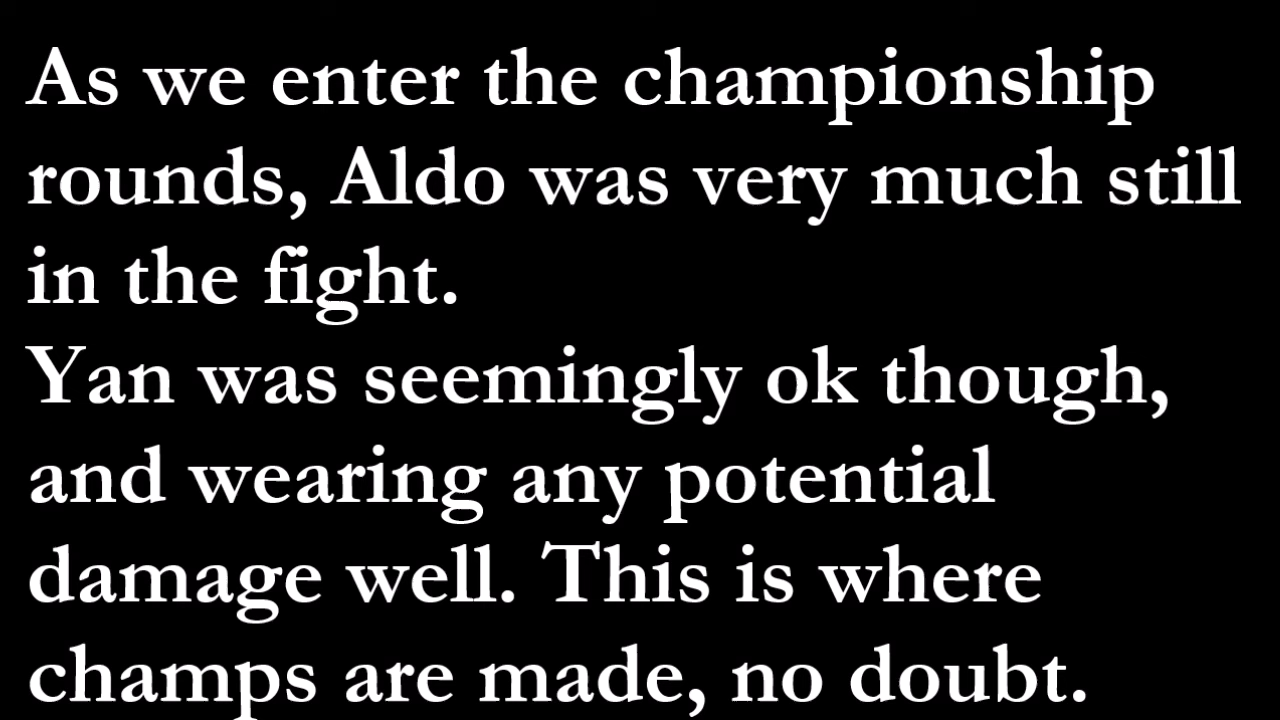 As we enter the championship
rounds, Aldo was very much still
in the fight.
Yan was seemingly ok though,
and wearing any potential
damage well. This is where
champs are made, no doubt.